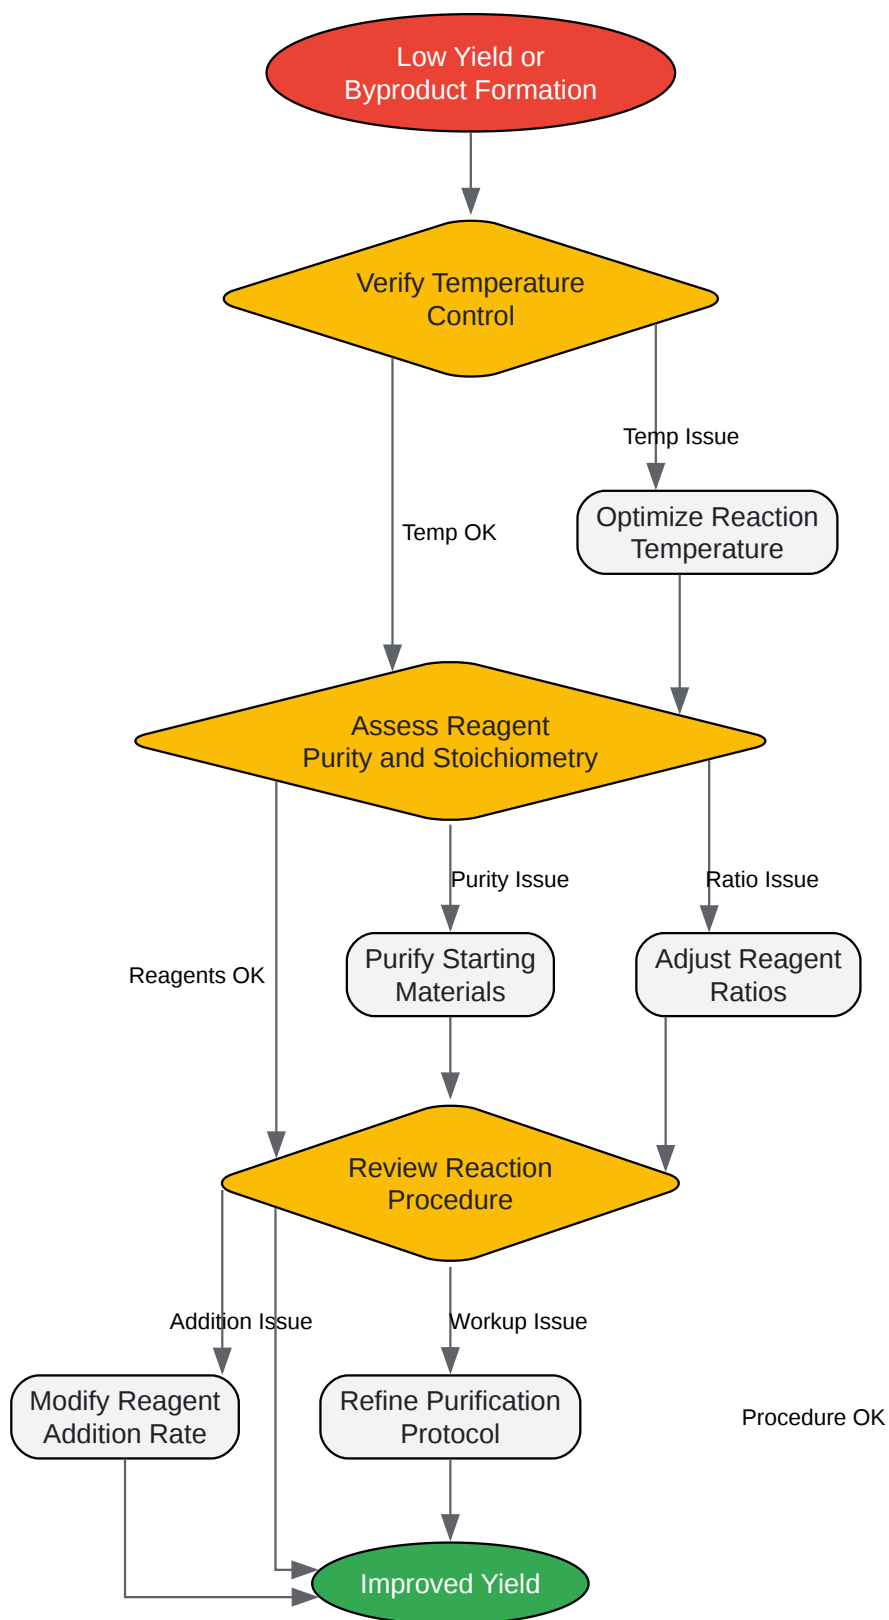 Low Yield or
Byproduct Formation
Verify Temperature
Control
Temp Issue
Temp OK
Optimize Reaction
Temperature
Assess Reagent
Purity and Stoichiometry
Purity Issue
Ratio Issue
Reagents OK
Purify Starting
Materials
Adjust Reagent
Ratios
Review Reaction
Procedure
Addition Issue
Workup Issue
Modify Reagent
Addition Rate
Refine Purification
Protocol
Procedure OK
Improved Yield